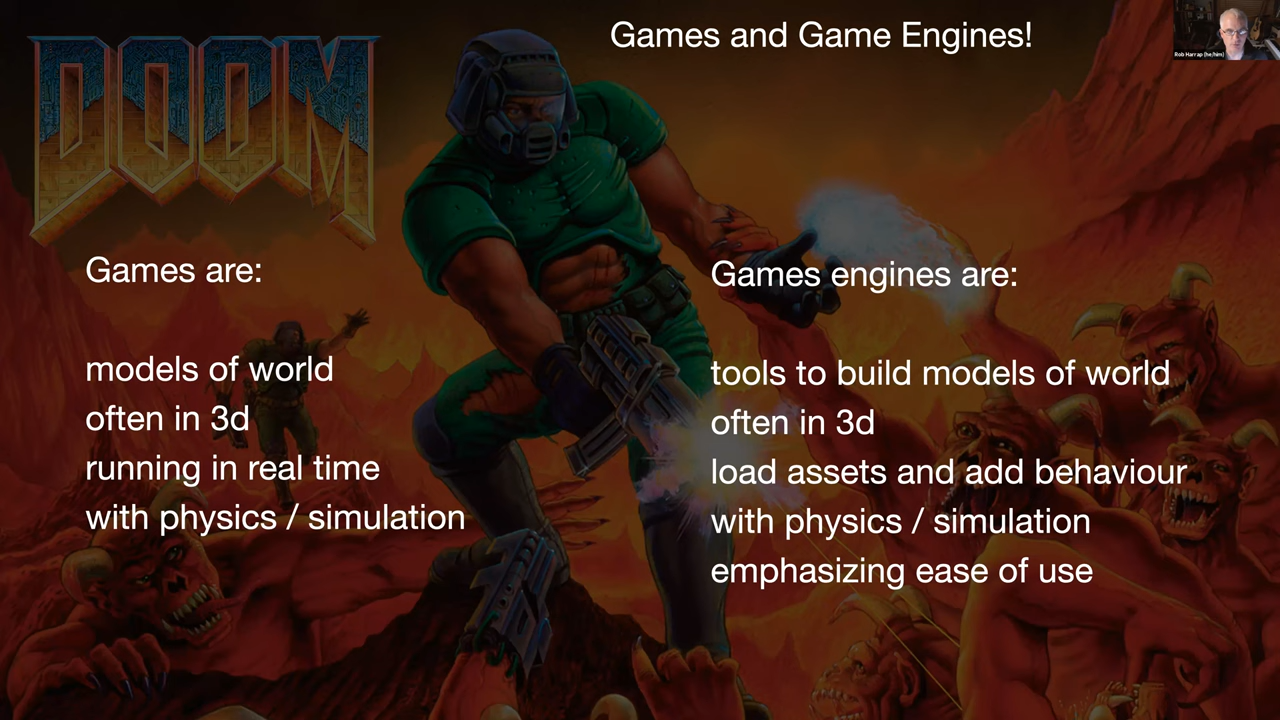 Games and Game Engines!
Rob Harrap (he/him)
DOOM
Games are:
models of world
often in 3d
running in real time
with physics / simulation
Games engines are:
tools to build models of world
often in 3d
load assets and add behaviour
with physics / simulation
emphasizing ease of use